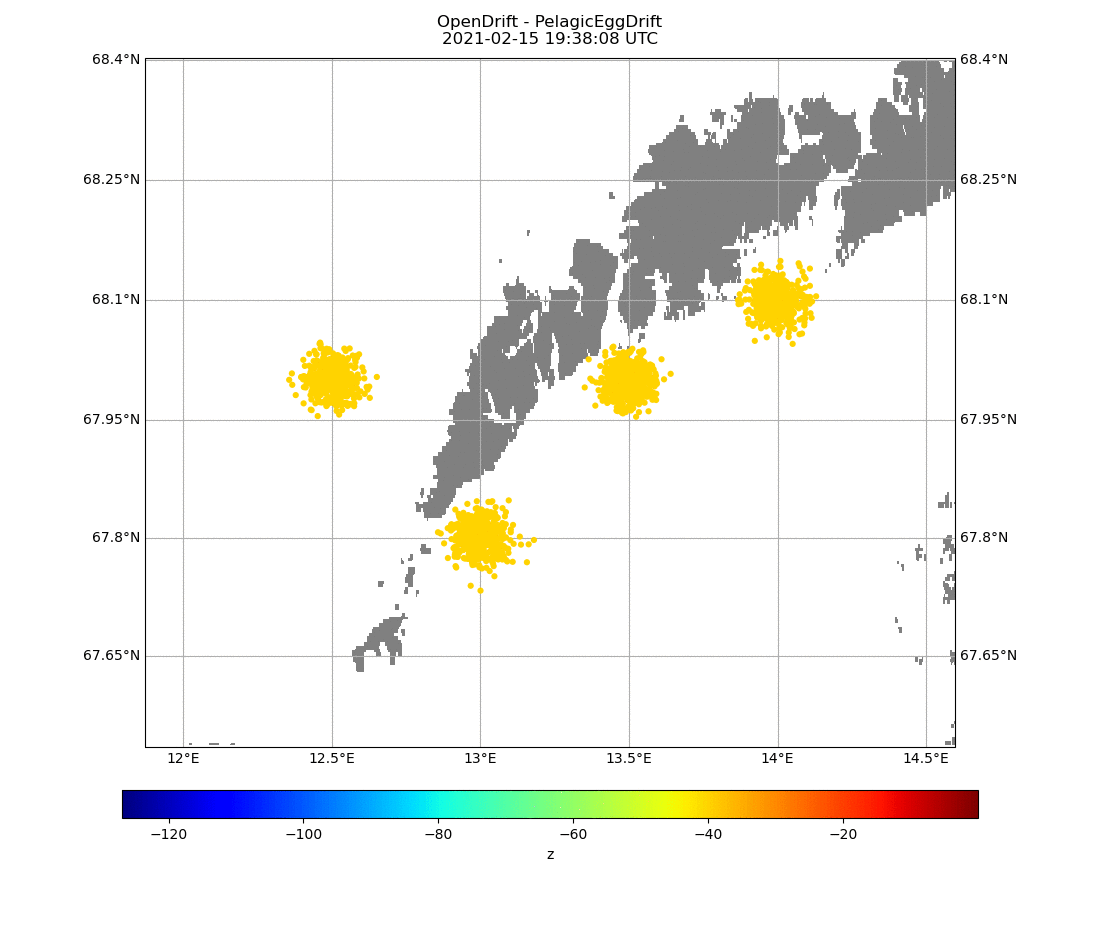 OpenDrift - PelagicEggDrift
2021-02-15 19:38:08 UTC
68.4°N 68.4°N
68.25°N 68.25°N
68.1°N 68.1°N
67.95°N 67.95°N
67.8°N 67.8°N
67.65°N 67.65°N
12°E 12.5°E 13°E 13.5°E 14°E 14.5°E
−120 −100 −80 −60 −40 −20
z